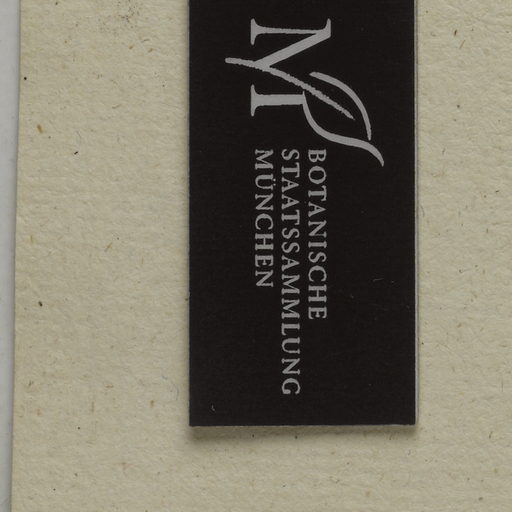 M
BOTANISCHE
STAATSSAMMLUNG
MÜNCHEN